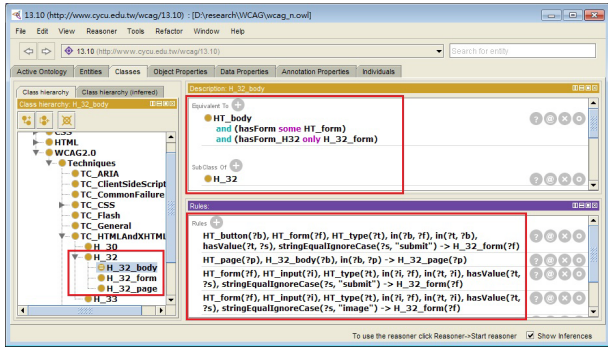 13.10 (http://www.cycu.edu.tw/wcag/13.10) : [D:\research\WCAG\wcag_n.owl]
File Edit View Reasoner Tools Refactor Window Help
13.10 (http://www.cycu.edu.tw/wcag/13.10) Search for entity
Active Ontology Entities Classes Object Properties Data Properties Annotation Properties Individuals
Class hierarchy Class hierarchy (inferred)
Class hierarchy: H_32_body
CSS
HTML
WCAG2.0
Techniques
TC_ARIA
TC_ClientSideScript
TC_CommonFailure
TC_CSS
TC_Flash
TC_General
TC_HTMLAndXHTML
H_30
H_32
H_32_body
H_32_form
H_32_page
H_33
Description: H_32_body
Equivalent To
HT_body
and (hasForm some HT_form)
and (hasForm_H32 only H_32_form)
SubClass Of
H_32
Rules:
Rules
HT_button(?b), HT_form(?f), HT_type(?t), in(?b, ?f), in(?t, ?b),
hasValue(?t, ?s), stringEqualIgnoreCase(?s, "submit") -> H_32_form(?f)
HT_page(?p), H_32_body(?b), in(?b, ?p) -> H_32_page(?p)
HT_form(?f), HT_input(?i), HT_type(?t), in(?i, ?f), in(?t, ?i), hasValue(?t,
?s), stringEqualIgnoreCase(?s, "submit") -> H_32_form(?f)
HT_form(?f), HT_input(?i), HT_type(?t), in(?i, ?f), in(?t, ?i), hasValue(?t,
?s), stringEqualIgnoreCase(?s, "image") -> H_32_form(?f)
To use the reasoner click Reasoner->Start reasoner Show Inferences